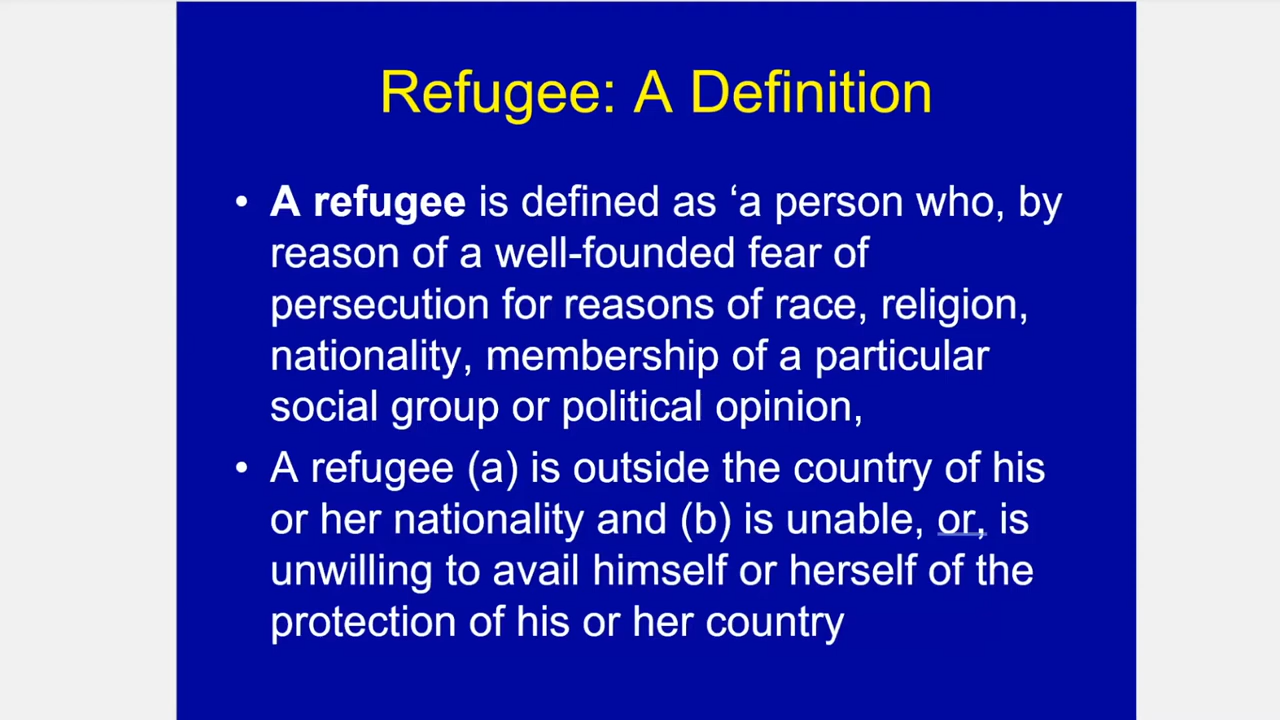 Refugee: A Definition
• A refugee is defined as ‘a person who, by
reason of a well-founded fear of
persecution for reasons of race, religion,
nationality, membership of a particular
social group or political opinion,
• A refugee (a) is outside the country of his
or her nationality and (b) is unable, or, is
unwilling to avail himself or herself of the
protection of his or her country